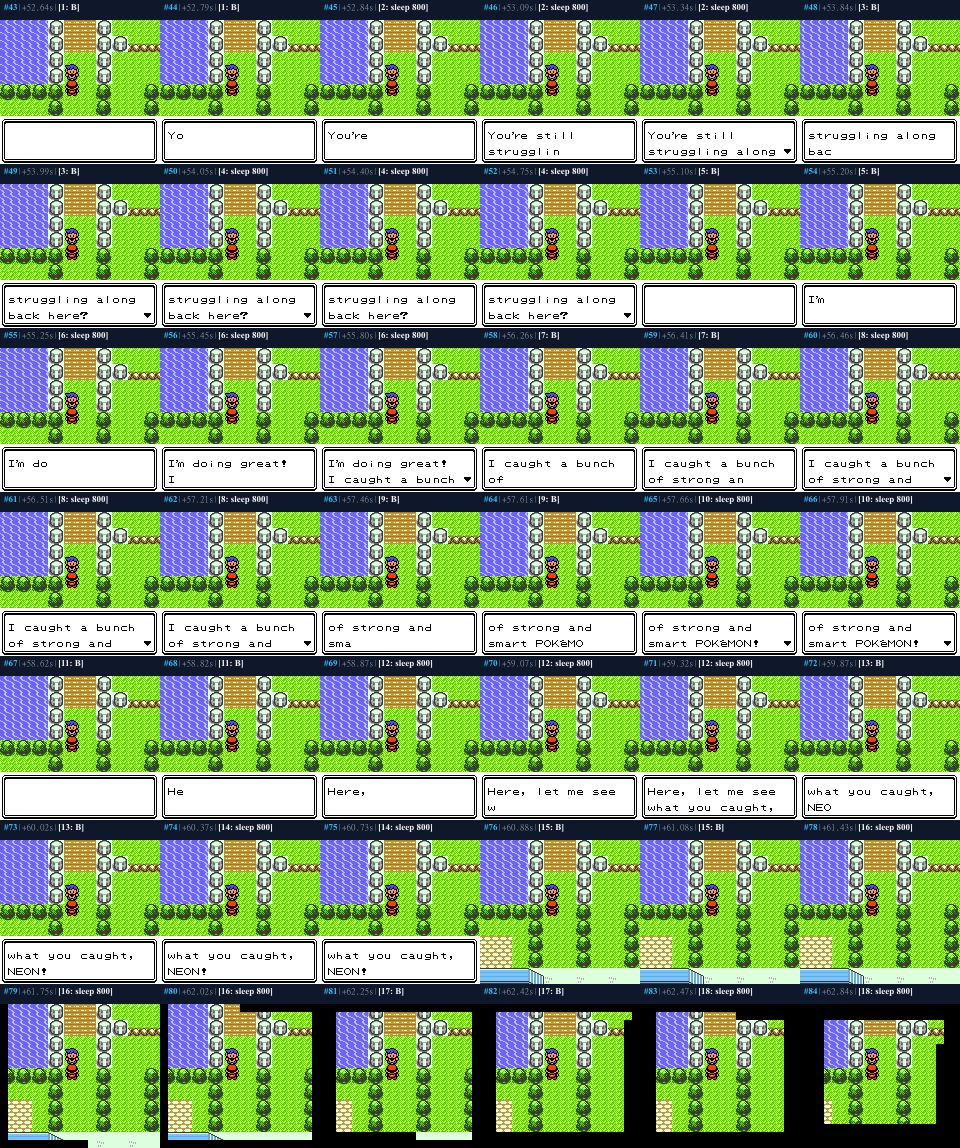 #43 | +52.64s | [1: B]
#44 | +52.79s | [1: B]
#45 | +52.84s | [2: sleep 800]
#46 | +53.09s | [2: sleep 800]
#47 | +53.34s | [2: sleep 800]
#48 | +53.84s | [3: B]
Yo
You're
You're still
strugglin
You're still
struggling along
struggling along
bac
#49 | +53.99s | [3: B]
#50 | +54.05s | [4: sleep 800]
#51 | +54.40s | [4: sleep 800]
#52 | +54.75s | [4: sleep 800]
#53 | +55.10s | [5: B]
#54 | +55.20s | [5: B]
struggling along
back here?
struggling along
back here?
struggling along
back here?
struggling along
back here?
I'm
#55 | +55.25s | [6: sleep 800]
#56 | +55.45s | [6: sleep 800]
#57 | +55.80s | [6: sleep 800]
#58 | +56.26s | [7: B]
#59 | +56.41s | [7: B]
#60 | +56.46s | [8: sleep 800]
I'm do
I'm doing great!
I
I'm doing great!
I caught a bunch
I caught a bunch
of
I caught a bunch
of strong an
I caught a bunch
of strong and
#61 | +56.51s | [8: sleep 800]
#62 | +57.21s | [8: sleep 800]
#63 | +57.46s | [9: B]
#64 | +57.61s | [9: B]
#65 | +57.66s | [10: sleep 800]
#66 | +57.91s | [10: sleep 800]
I caught a bunch
of strong and
I caught a bunch
of strong and
of strong and
sma
of strong and
smart POKéMO
of strong and
smart POKéMON!
of strong and
smart POKéMON!
#67 | +58.62s | [11: B]
#68 | +58.82s | [11: B]
#69 | +58.87s | [12: sleep 800]
#70 | +59.07s | [12: sleep 800]
#71 | +59.32s | [12: sleep 800]
#72 | +59.87s | [13: B]
He
Here,
Here, let me see
w
Here, let me see
what you caught,
what you caught,
NEO
#73 | +60.02s | [13: B]
#74 | +60.37s | [14: sleep 800]
#75 | +60.73s | [14: sleep 800]
#76 | +60.88s | [15: B]
#77 | +61.08s | [15: B]
#78 | +61.43s | [16: sleep 800]
what you caught,
NEON!
what you caught,
NEON!
what you caught,
NEON!
#79 | +61.75s | [16: sleep 800]
#80 | +62.02s | [16: sleep 800]
#81 | +62.25s | [17: B]
#82 | +62.42s | [17: B]
#83 | +62.47s | [18: sleep 800]
#84 | +62.84s | [18: sleep 800]